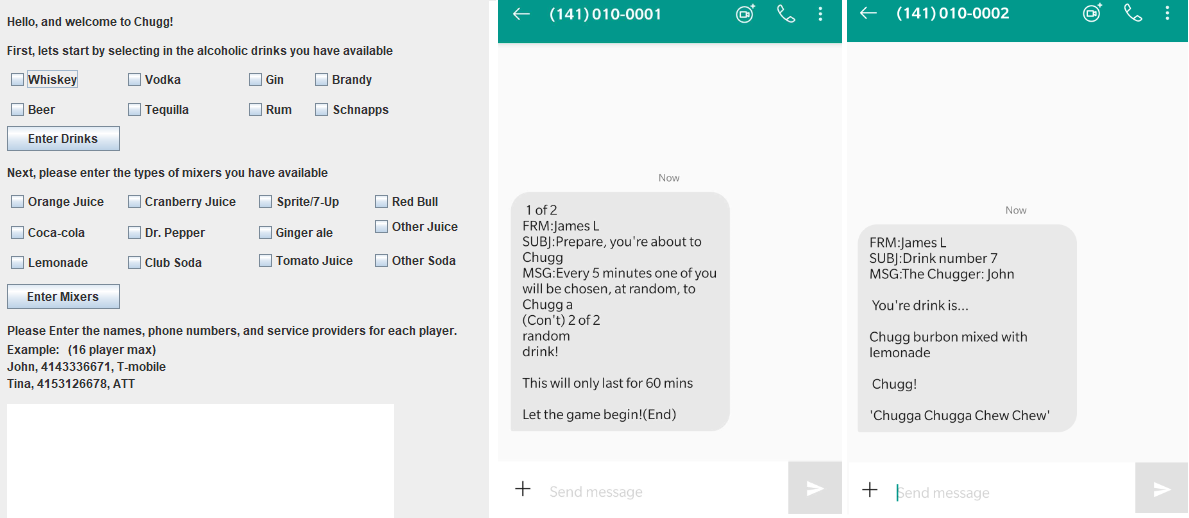 Hello, and welcome to Chugg!
First, lets start by selecting in the alcoholic drinks you have available
Whiskey Vodka Gin Brandy
Beer Tequilla Rum Schnapps
Enter Drinks
Next, please enter the types of mixers you have available
Orange Juice Cranberry Juice Sprite/7-Up Red Bull
Coca-cola Dr. Pepper Ginger ale Other Juice
Lemonade Club Soda Tomato Juice Other Soda
Enter Mixers
Please Enter the names, phone numbers, and service providers for each player.
Example: (16 player max)
John, 4143336671, T-mobile
Tina, 4153126678, ATT
(141) 010-0001
Now
1 of 2
FRM:James L
SUBJ:Prepare, you're about to
Chugg
MSG:Every 5 minutes one of you
will be chosen, at random, to
Chugg a
(Con't) 2 of 2
random
drink!
This will only last for 60 mins
Let the game begin!(End)
Send message
(141) 010-0002
Now
FRM:James L
SUBJ:Drink number 7
MSG:The Chugger: John
You're drink is...
Chugg burbon mixed with
lemonade
Chugg!
'Chugga Chugga Chew Chew'
Send message